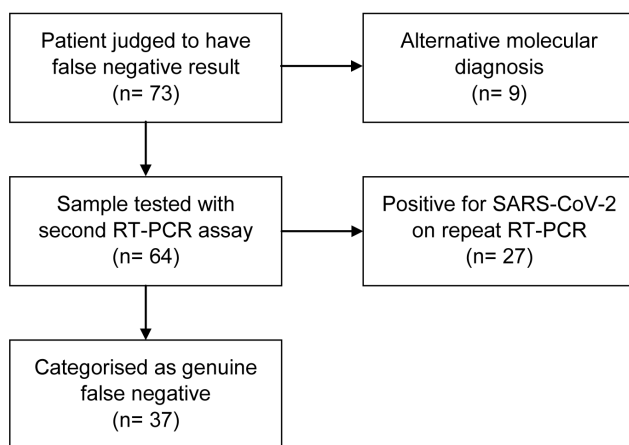 Patient judged to have
false negative result
(n= 73)
Alternative molecular
diagnosis
(n= 9)
Sample tested with
second RT-PCR assay
(n= 64)
Positive for SARS-CoV-2
on repeat RT-PCR
(n= 27)
Categorised as genuine
false negative
(n= 37)